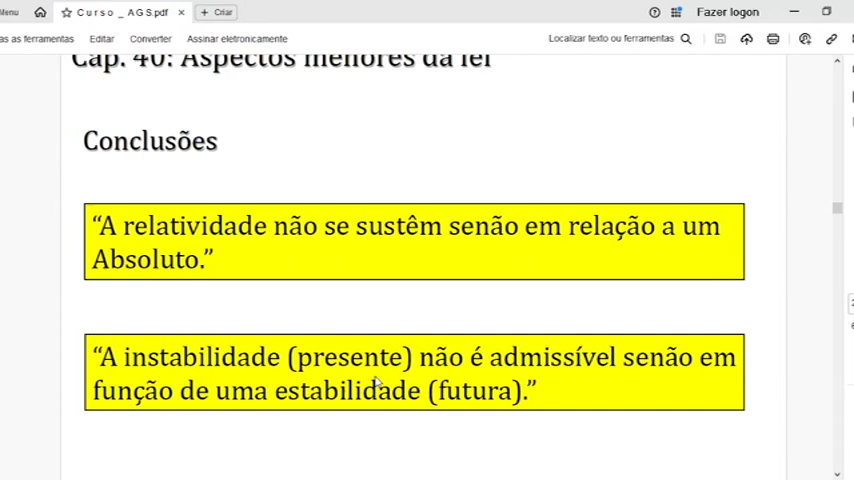 Menu
C u r s o _ A G S.pdf
Criar
Fazer logon
as as ferramentas
Editar
Converter
Assinar eletronicamente
Localizar texto ou ferramentas
Cap. 40: Aspectos menores da lei
Conclusões
“A relatividade não se sustêm senão em relação a um
Absoluto.”
“A instabilidade (presente) não é admissível senão em
função de uma estabilidade (futura).”